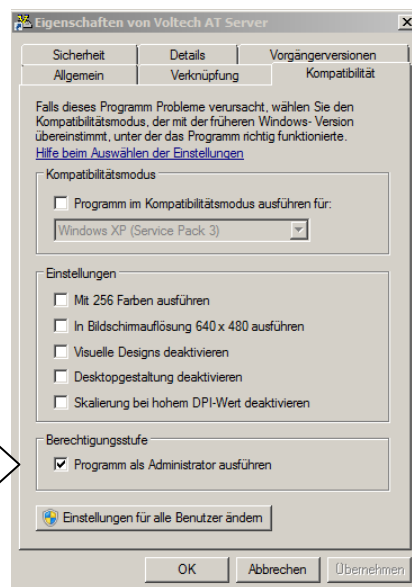 Eigenschaften von Voltech AT Server
Sicherheit Details Vorgängerversionen
Allgemein Verknüpfung Kompatibilität
Falls dieses Programm Probleme verursacht, wählen Sie den
Kompatibilitätsmodus, der mit der früheren Windows- Version
übereinstimmt, unter der das Programm richtig funktionierte.
Hilfe beim Auswählen der Einstellungen
Kompatibilitätsmodus
Programm im Kompatibilitätsmodus ausführen für:
Windows XP (Service Pack 3)
Einstellungen
Mit 256 Farben ausführen
In Bildschirmauflösung 640 x 480 ausführen
Visuelle Designs deaktivieren
Desktopgestaltung deaktivieren
Skalierung bei hohem DPI-Wert deaktivieren
Berechtigungsstufe
Programm als Administrator ausführen
Einstellungen für alle Benutzer ändern
OK Abbrechen Übernehmen